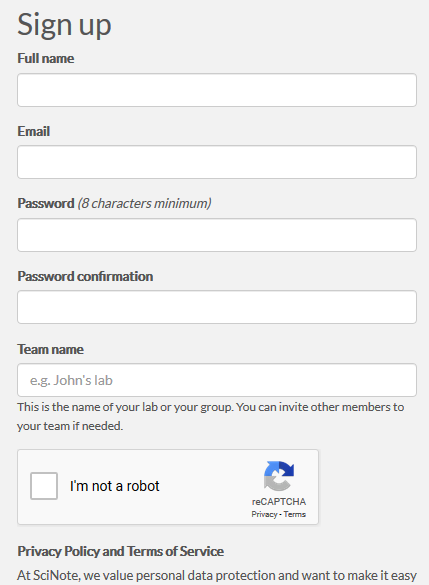 Sign up
Full name
Email
Password (8 characters minimum)
Password confirmation
Team name
e.g. John's lab
This is the name of your lab or your group. You can invite other members to
your team if needed.
I'm not a robot
reCAPTCHA
Privacy - Terms
Privacy Policy and Terms of Service
At SciNote, we value personal data protection and want to make it easy